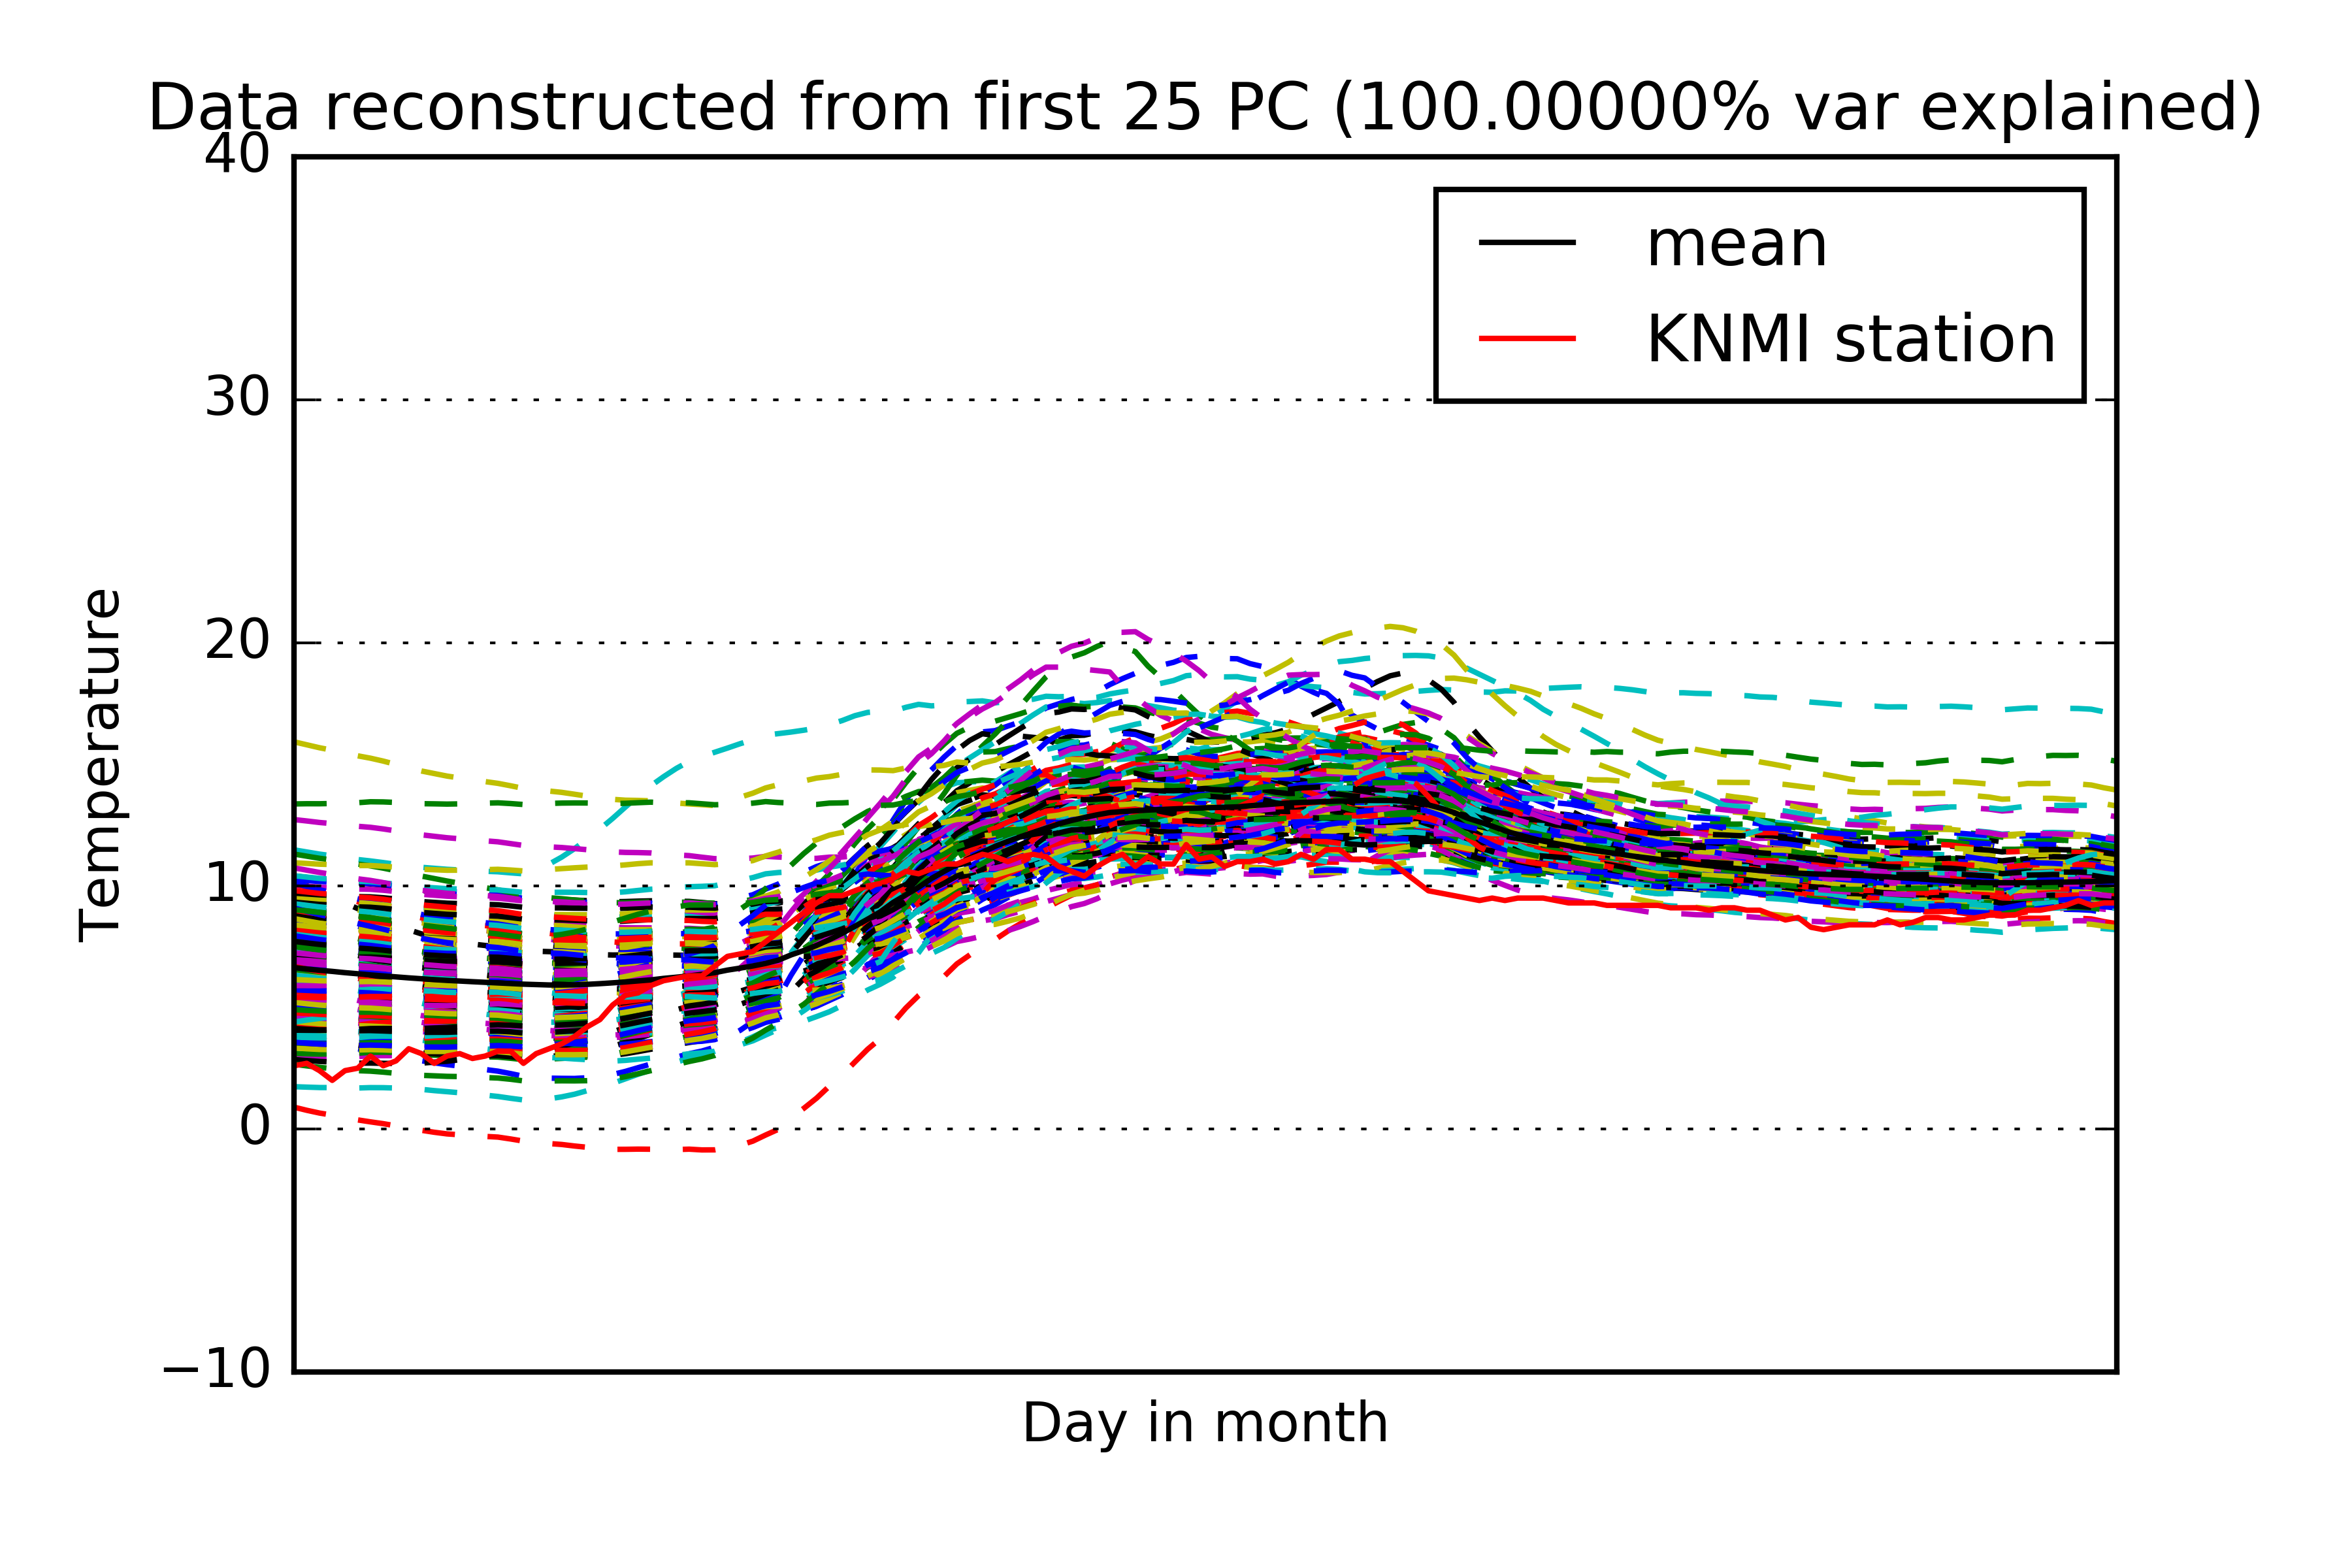 Data reconstructed from first 25 PC (100.00000% var explained)
40
30
20
10
0
−10
Temperature
Day in month
mean
KNMI station